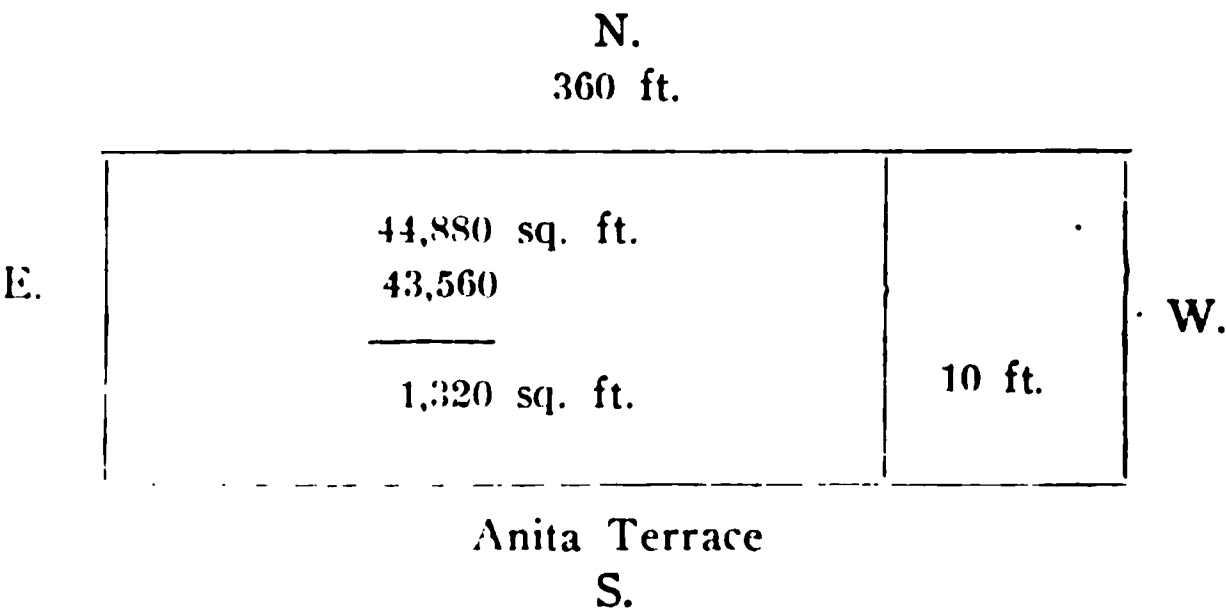 N.
360 ft.
44,880 sq. ft.
E.
43,560
W.
1,320 sq. ft.
10 ft.
Anita Terrace
S.